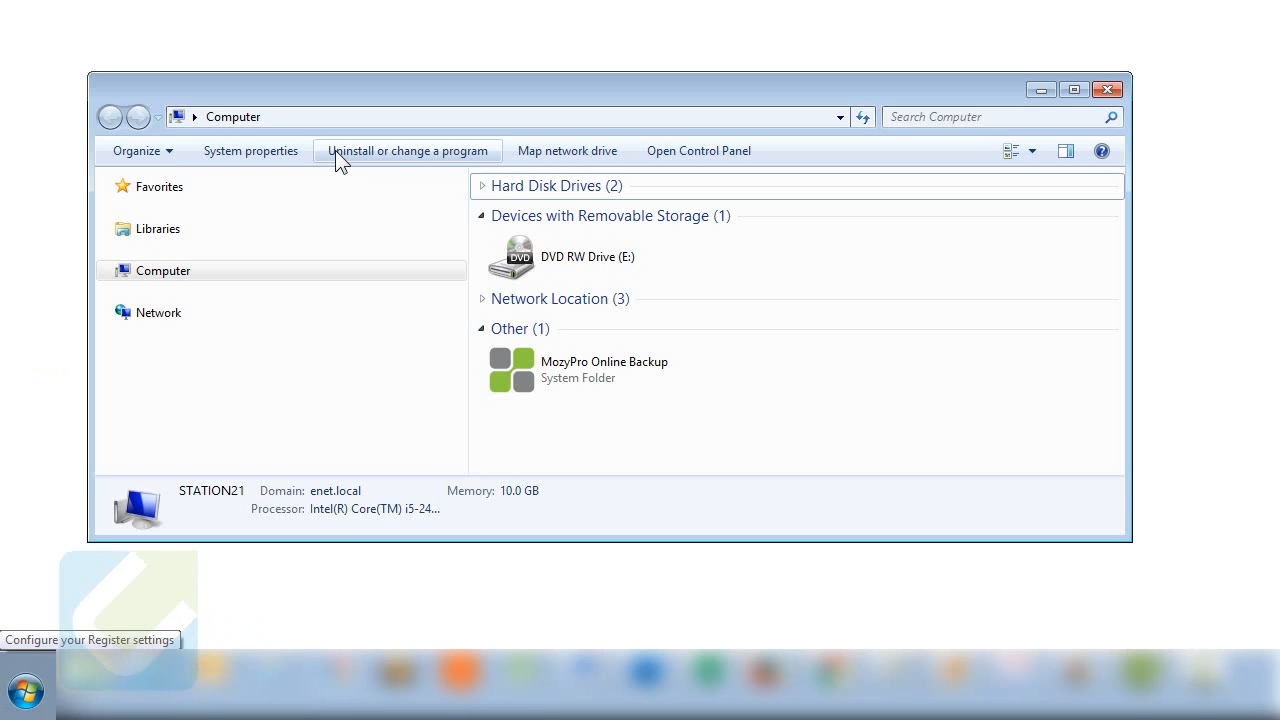 Computer
Search Computer
Organize
System properties
Uninstall or change a program
Map network drive
Open Control Panel
Favorites
Libraries
Computer
Network
Hard Disk Drives (2)
Devices with Removable Storage (1)
DVD
DVD RW Drive (E:)
Network Location (3)
Other (1)
MozyPro Online Backup
System Folder
STATION21
Domain: enet.local
Memory: 10.0 GB
Processor: Intel(R) Core(TM) i5-24...
Configure your Register settings